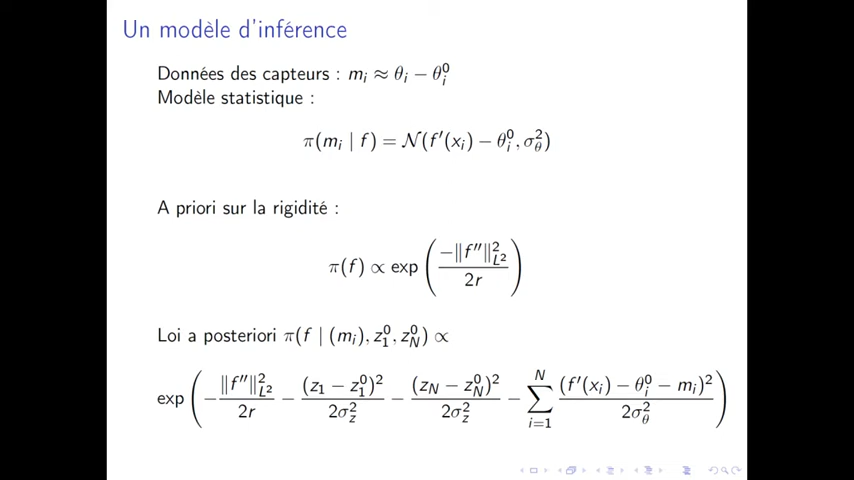 Un modèle d'inférence
Données des capteurs : m_i ≈ θ_i − θ_i^0
Modèle statistique :
π(m_i | f) = 𝒩(f′(x_i) − θ_i^0, σ_θ^2)
A priori sur la rigidité :
π(f) ∝ exp(−‖f″‖_{L^2}^2 / 2r)
Loi a posteriori π(f | (m_i), z_1^0, z_N^0) ∝
exp(−‖f″‖_{L^2}^2 / 2r − (z_1 − z_1^0)^2 / 2σ_z^2 − (z_N − z_N^0)^2 / 2σ_z^2 − ∑_{i=1}^{N} (f′(x_i) − θ_i^0 − m_i)^2 / 2σ_θ^2)